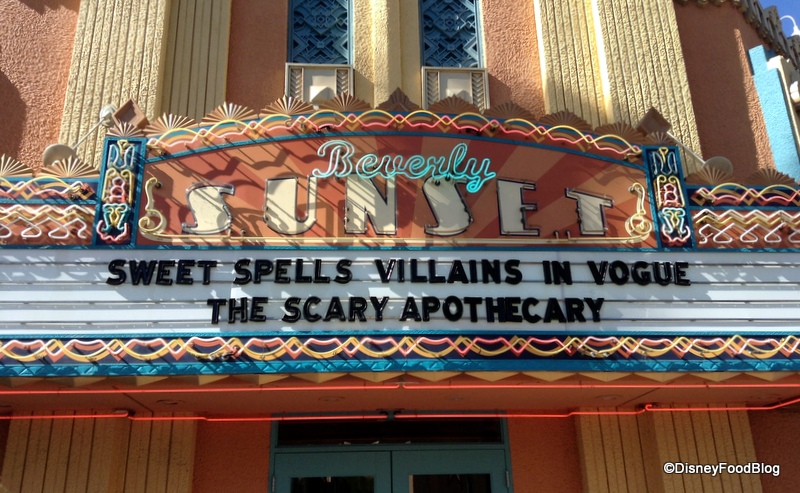 Beverly
SUNSET
SWEET SPELLS VILLAINS IN VOGUE
THE SCARY APOTHECARY
©DisneyFoodBlog